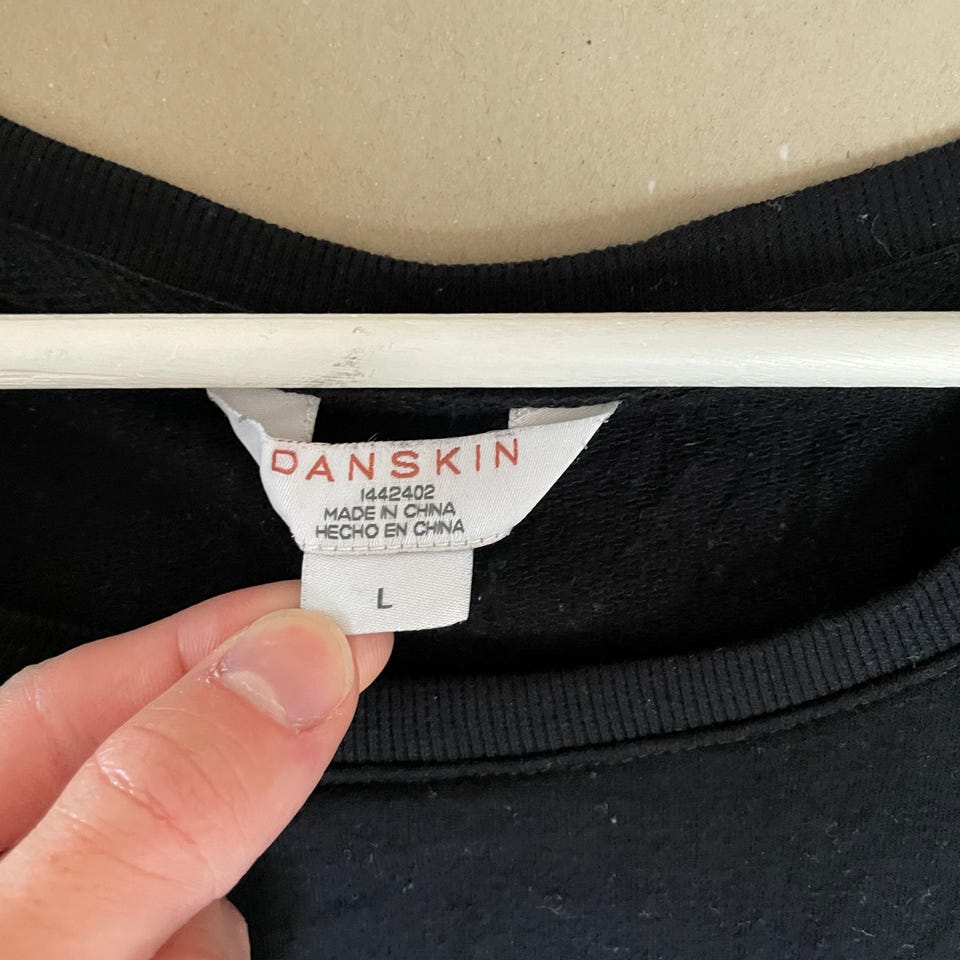 DANSKIN
1442402
MADE IN CHINA
HECHO EN CHINA
L